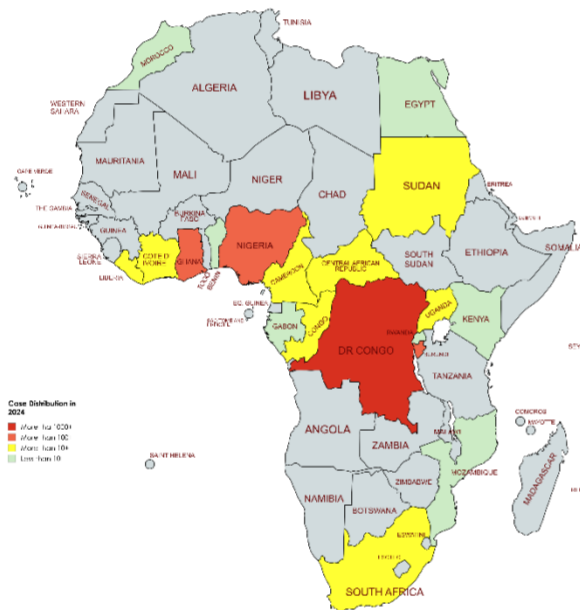 TUNISIA
MOROCCO
ALGERIA
LIBYA
EGYPT
WESTERN
SAHARA
MAURITANIA
MALI
NIGER
CHAD
SUDAN
ERITREA
CAPE VERDE
SENEGAL
THE GAMBIA
GUINEA
SIERRA
LEONE
LIBERIA
COTE D
IVOIRE
BURKINA
FASO
GHANA
TOGO
BENIN
NIGERIA
CAMEROON
CENTRAL AFRICAN
REPUBLIC
SOUTH
SUDAN
ETHIOPIA
SOMALIA
EQ. GUINEA
GABON
CONGO
DR CONGO
UGANDA
KENYA
RWANDA
BURUNDI
TANZANIA
ANGOLA
ZAMBIA
MALAWI
MOZAMBIQUE
COMOROS
MAYOTTE
MADAGASCAR
ZIMBABWE
NAMIBIA
BOTSWANA
SOUTH AFRICA
SAINT HELENA
Case Distribution in
2024
More tha 1000+
More than 100
More than 10+
Less than 10